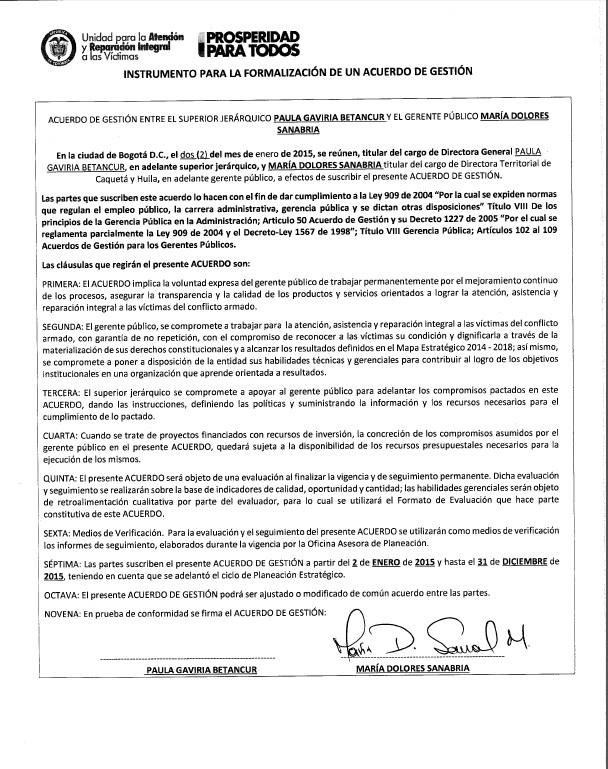 Unidad para la Atención
y Reparación Integral
a las Víctimas
PROSPERIDAD
PARA TODOS
INSTRUMENTO PARA LA FORMALIZACIÓN DE UN ACUERDO DE GESTIÓN
ACUERDO DE GESTIÓN ENTRE EL SUPERIOR JERÁRQUICO PAULA GAVIRIA BETANCUR Y EL GERENTE PÚBLICO MARÍA DOLORES
SANABRIA
En la ciudad de Bogotá D.C., el dos (2) del mes de enero de 2015, se reúnen, titular del cargo de Directora General PAULA
GAVIRIA BETANCUR, en adelante superior jerárquico, y MARÍA DOLORES SANABRIA titular del cargo de Directora Territorial de
Caquetá y Huila, en adelante gerente público, a efectos de suscribir el presente ACUERDO DE GESTIÓN.
Las partes que suscriben este acuerdo lo hacen con el fin de dar cumplimiento a la Ley 909 de 2004 “Por la cual se expiden normas
que regulan el empleo público, la carrera administrativa, gerencia pública y se dictan otras disposiciones” Título VIII De los
principios de la Gerencia Pública en la Administración; Articulo 50 Acuerdo de Gestión y su Decreto 1227 de 2005 “Por el cual se
reglamenta parcialmente la Ley 909 de 2004 y el Decreto-Ley 1567 de 1998”; Título VIII Gerencia Pública; Artículos 102 al 109
Acuerdos de Gestión para los Gerentes Públicos.
Las cláusulas que regirán el presente ACUERDO son:
PRIMERA: El ACUERDO implica la voluntad expresa del gerente público de trabajar permanentemente por el mejoramiento continuo
de los procesos, asegurar la transparencia y la calidad de los productos y servicios orientados a lograr la atención, asistencia y
reparación integral a las víctimas del conflicto armado.
SEGUNDA: El gerente público, se compromete a trabajar para la atención, asistencia y reparación integral a las víctimas del conflicto
armado, con garantía de no repetición, con el compromiso de reconocer a las víctimas su condición y dignificarla a través de la
materialización de sus derechos constitucionales y a alcanzar los resultados definidos en el Mapa Estratégico 2014 - 2018; así mismo,
se compromete a poner a disposición de la entidad sus habilidades técnicas y gerenciales para contribuir al logro de los objetivos
institucionales en una organización que aprende orientada a resultados.
TERCERA: El superior jerárquico se compromete a apoyar al gerente público para adelantar los compromisos pactados en este
ACUERDO, dando las instrucciones, definiendo las políticas y suministrando la información y los recursos necesarios para el
cumplimiento de lo pactado.
CUARTA: Cuando se trate de proyectos financiados con recursos de inversión, la concreción de los compromisos asumidos por el
gerente público en el presente ACUERDO, quedará sujeta a la disponibilidad de los recursos presupuestales necesarios para la
ejecución de los mismos.
QUINTA: El presente ACUERDO será objeto de una evaluación al finalizar la vigencia y de seguimiento permanente. Dicha evaluación
y seguimiento se realizarán sobre la base de indicadores de calidad, oportunidad y cantidad; las habilidades gerenciales serán objeto
de retroalimentación cualitativa por parte del evaluador, para lo cual se utilizará el Formato de Evaluación que hace parte
constitutiva de este ACUERDO.
SEXTA: Medios de Verificación. Para la evaluación y el seguimiento del presente ACUERDO se utilizarán como medios de verificación
los informes de seguimiento, elaborados durante la vigencia por la Oficina Asesora de Planeación.
SÉPTIMA: Las partes suscriben el presente ACUERDO DE GESTIÓN a partir del 2 de ENERO de 2015 y hasta el 31 de DICIEMBRE de
2015, teniendo en cuenta que se adelantó el ciclo de Planeación Estratégico.
OCTAVA: El presente ACUERDO DE GESTIÓN podrá ser ajustado o modificado de común acuerdo entre las partes.
NOVENA: En prueba de conformidad se firma el ACUERDO DE GESTIÓN:
María D.
PAULA GAVIRIA BETANCUR
MARÍA DOLORES SANABRIA